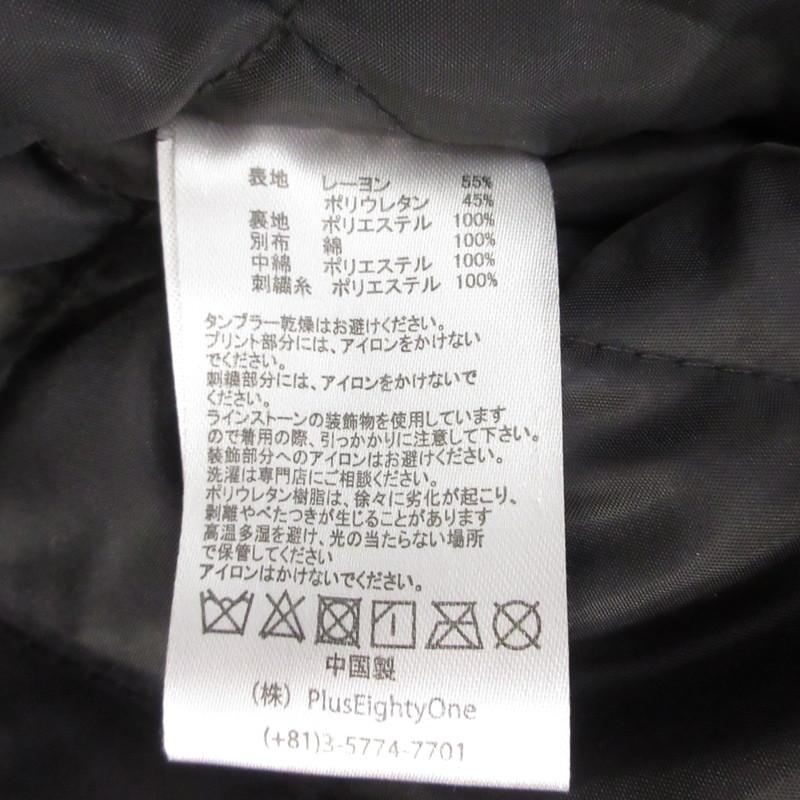 表地 レーヨン 55%
ポリウレタン 45%
裏地 ポリエステル 100%
別布 綿 100%
中綿 ポリエステル 100%
刺繍糸 ポリエステル 100%
タンブラー乾燥はお避けください。
プリント部分には、アイロンをかけない
でください。
刺繍部分には、アイロンをかけないで
ください。
ラインストーンの装飾物を使用しています
ので着用の際、引っかかりに注意して下さい。
装飾部分へのアイロンはお避けください。
洗濯は専門店にご相談ください。
ポリウレタン樹脂は、徐々に劣化が起こり、
剥離やべたつきが生じることがあります
高温多湿を避け、光の当たらない場所
で保管してください
アイロンはかけないでください。
中国製
(株) PlusEightyOne
(+81)3-5774-7701